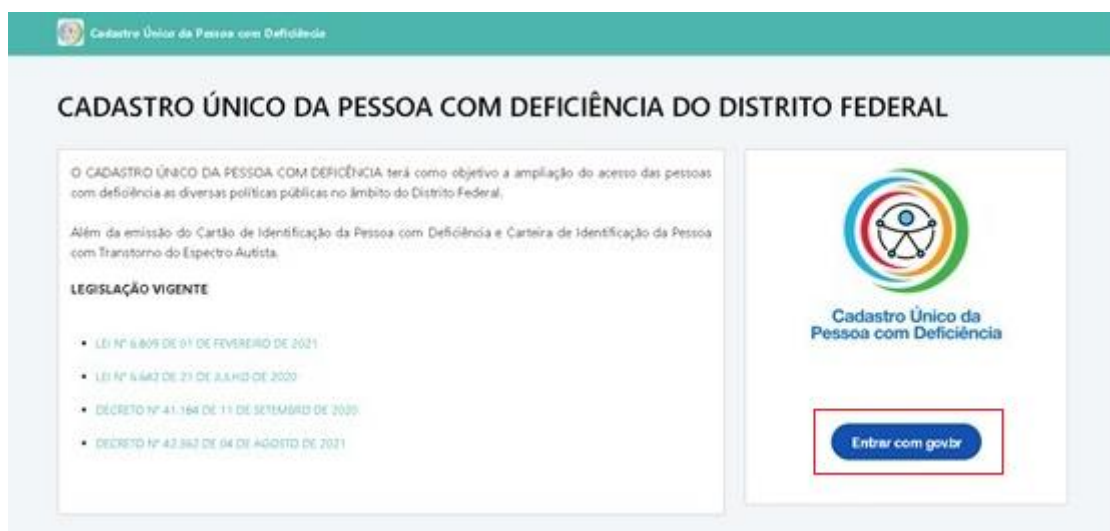 Cadastro Único da Pessoa com Deficiência
CADASTRO ÚNICO DA PESSOA COM DEFICIÊNCIA DO DISTRITO FEDERAL
O CADASTRO ÚNICO DA PESSOA COM DEFICÊNCIA terá como objetivo a ampliação do acesso das pessoas
com deficiência as diversas políticas públicas no âmbito do Distrito Federal.
Além da emissão do Cartão de Identificação da Pessoa com Deficiência e Carteira de Identificação da Pessoa
com Transtorno do Espectro Autista.
LEGISLAÇÃO VIGENTE
LEI Nº 6.809 DE 01 DE FEVEREIRO DE 2021
LEI Nº 6.642 DE 21 DE JULHO DE 2020
DECRETO Nº 41.184 DE 11 DE SETEMBRO DE 2020
DECRETO Nº DE 04 DE AGOSTO DE 2021
Cadastro Único da
Pessoa com Deficiência
Entrar com gov.br